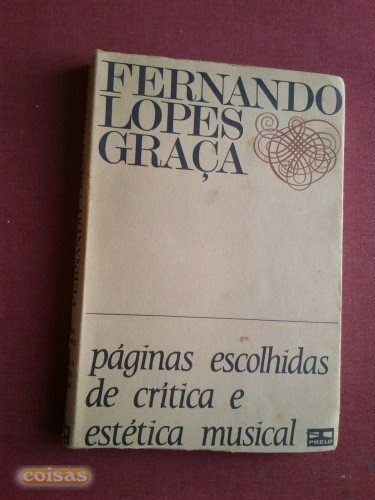 FERNANDO
LOPES
GRAÇA
páginas escolhidas
de crítica e
estética musical
PRELO
coisas